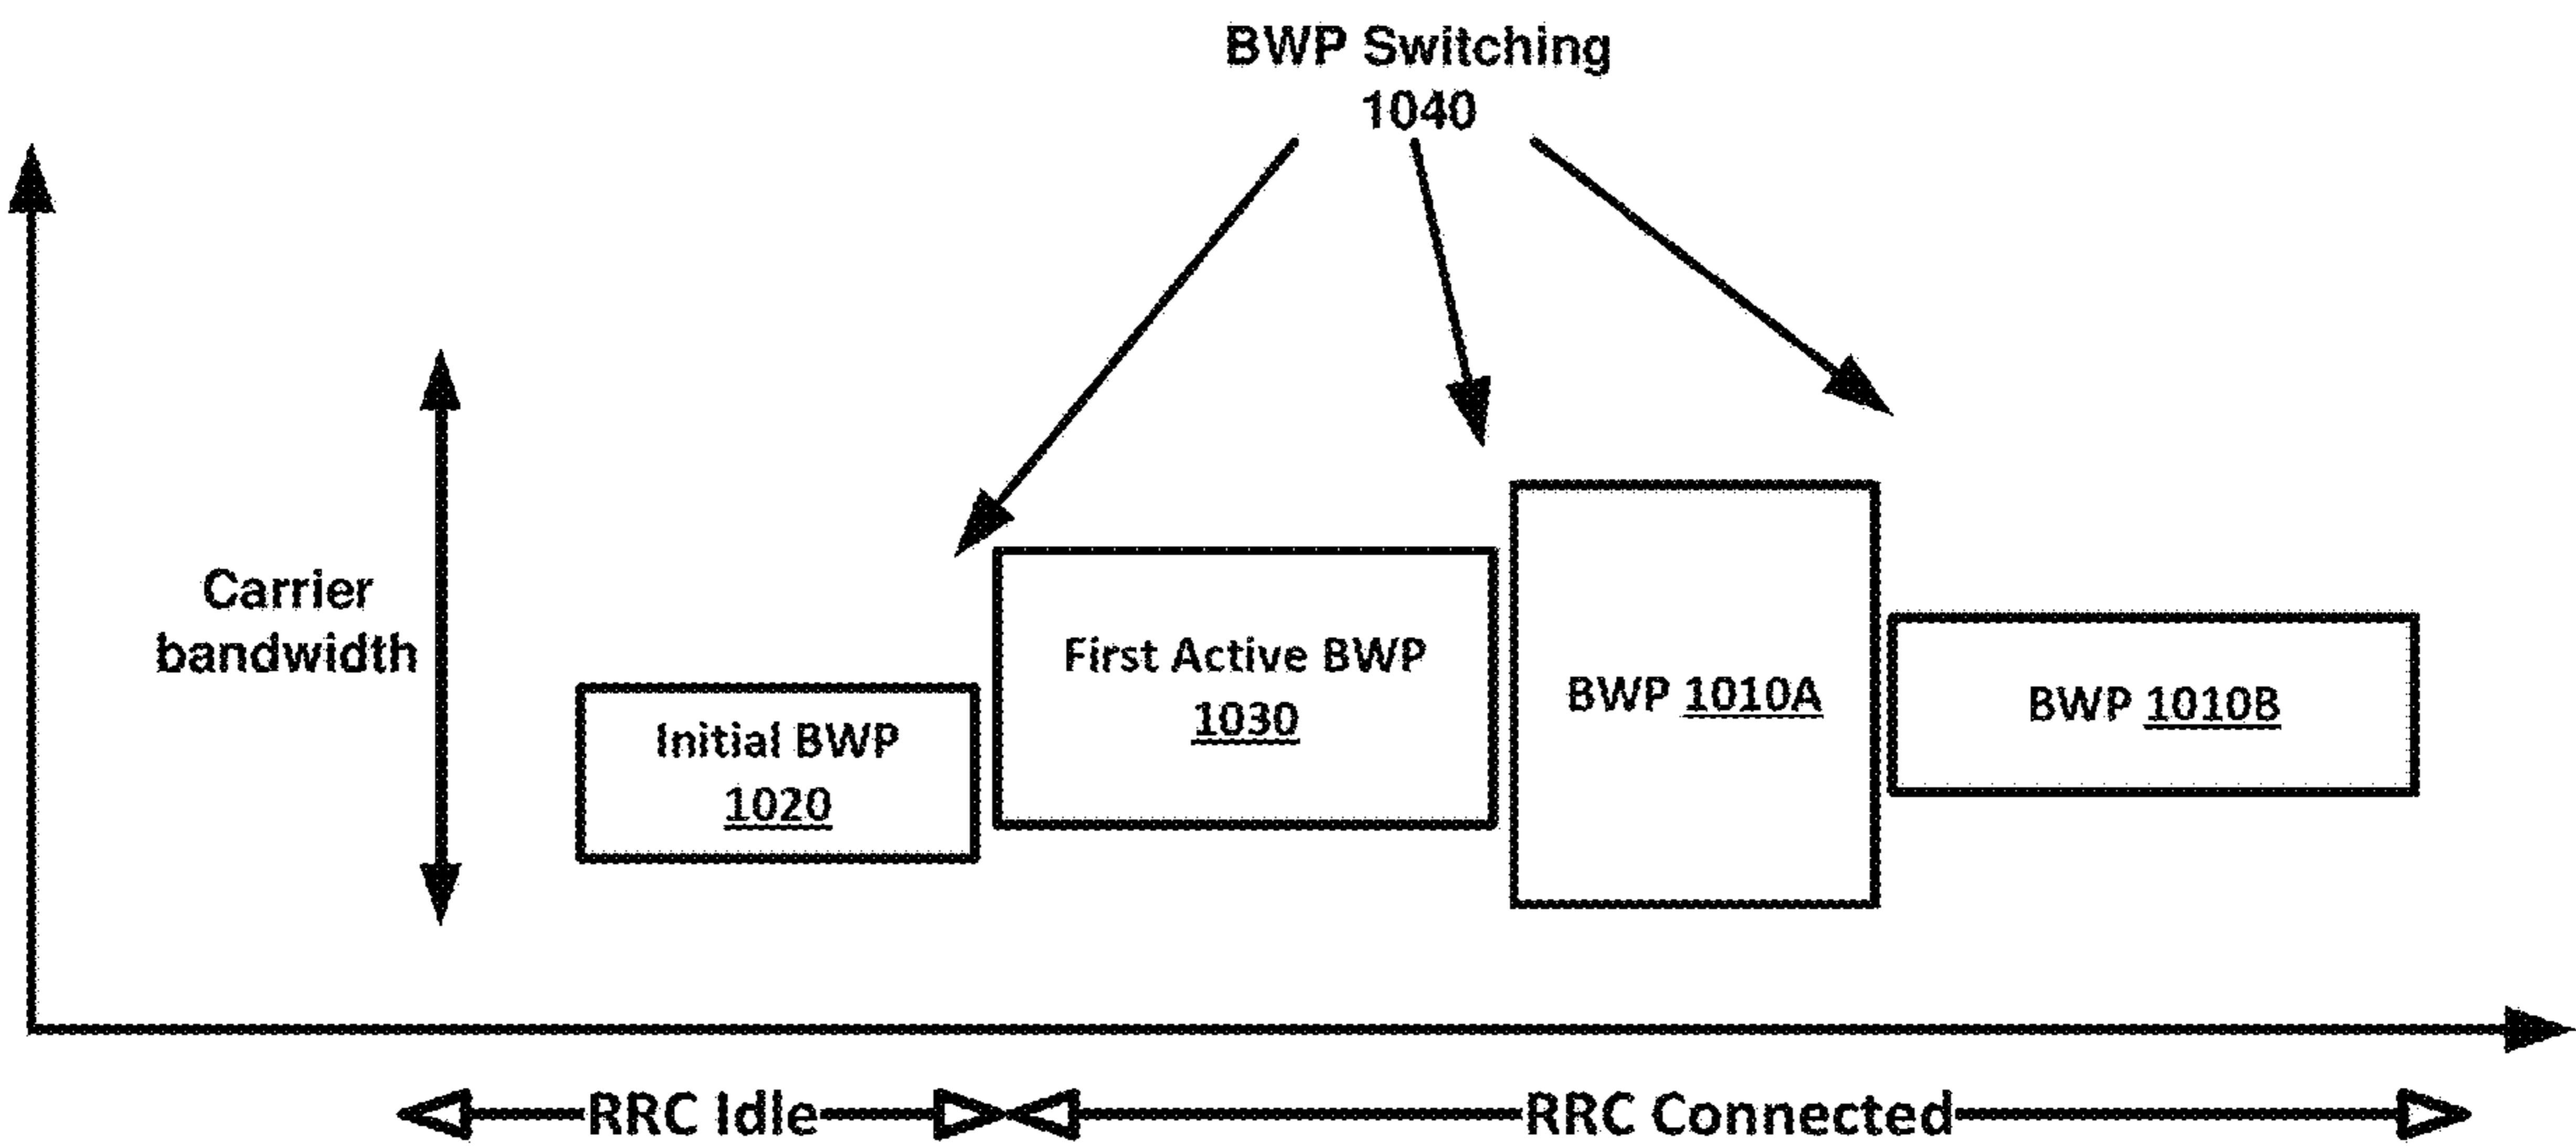 BWP Switching
1040
Carrier
bandwidth
Initial BWP
1020
First Active BWP
1030
BWP 1010A
BWP 1010B
RRC Idle
RRC Connected